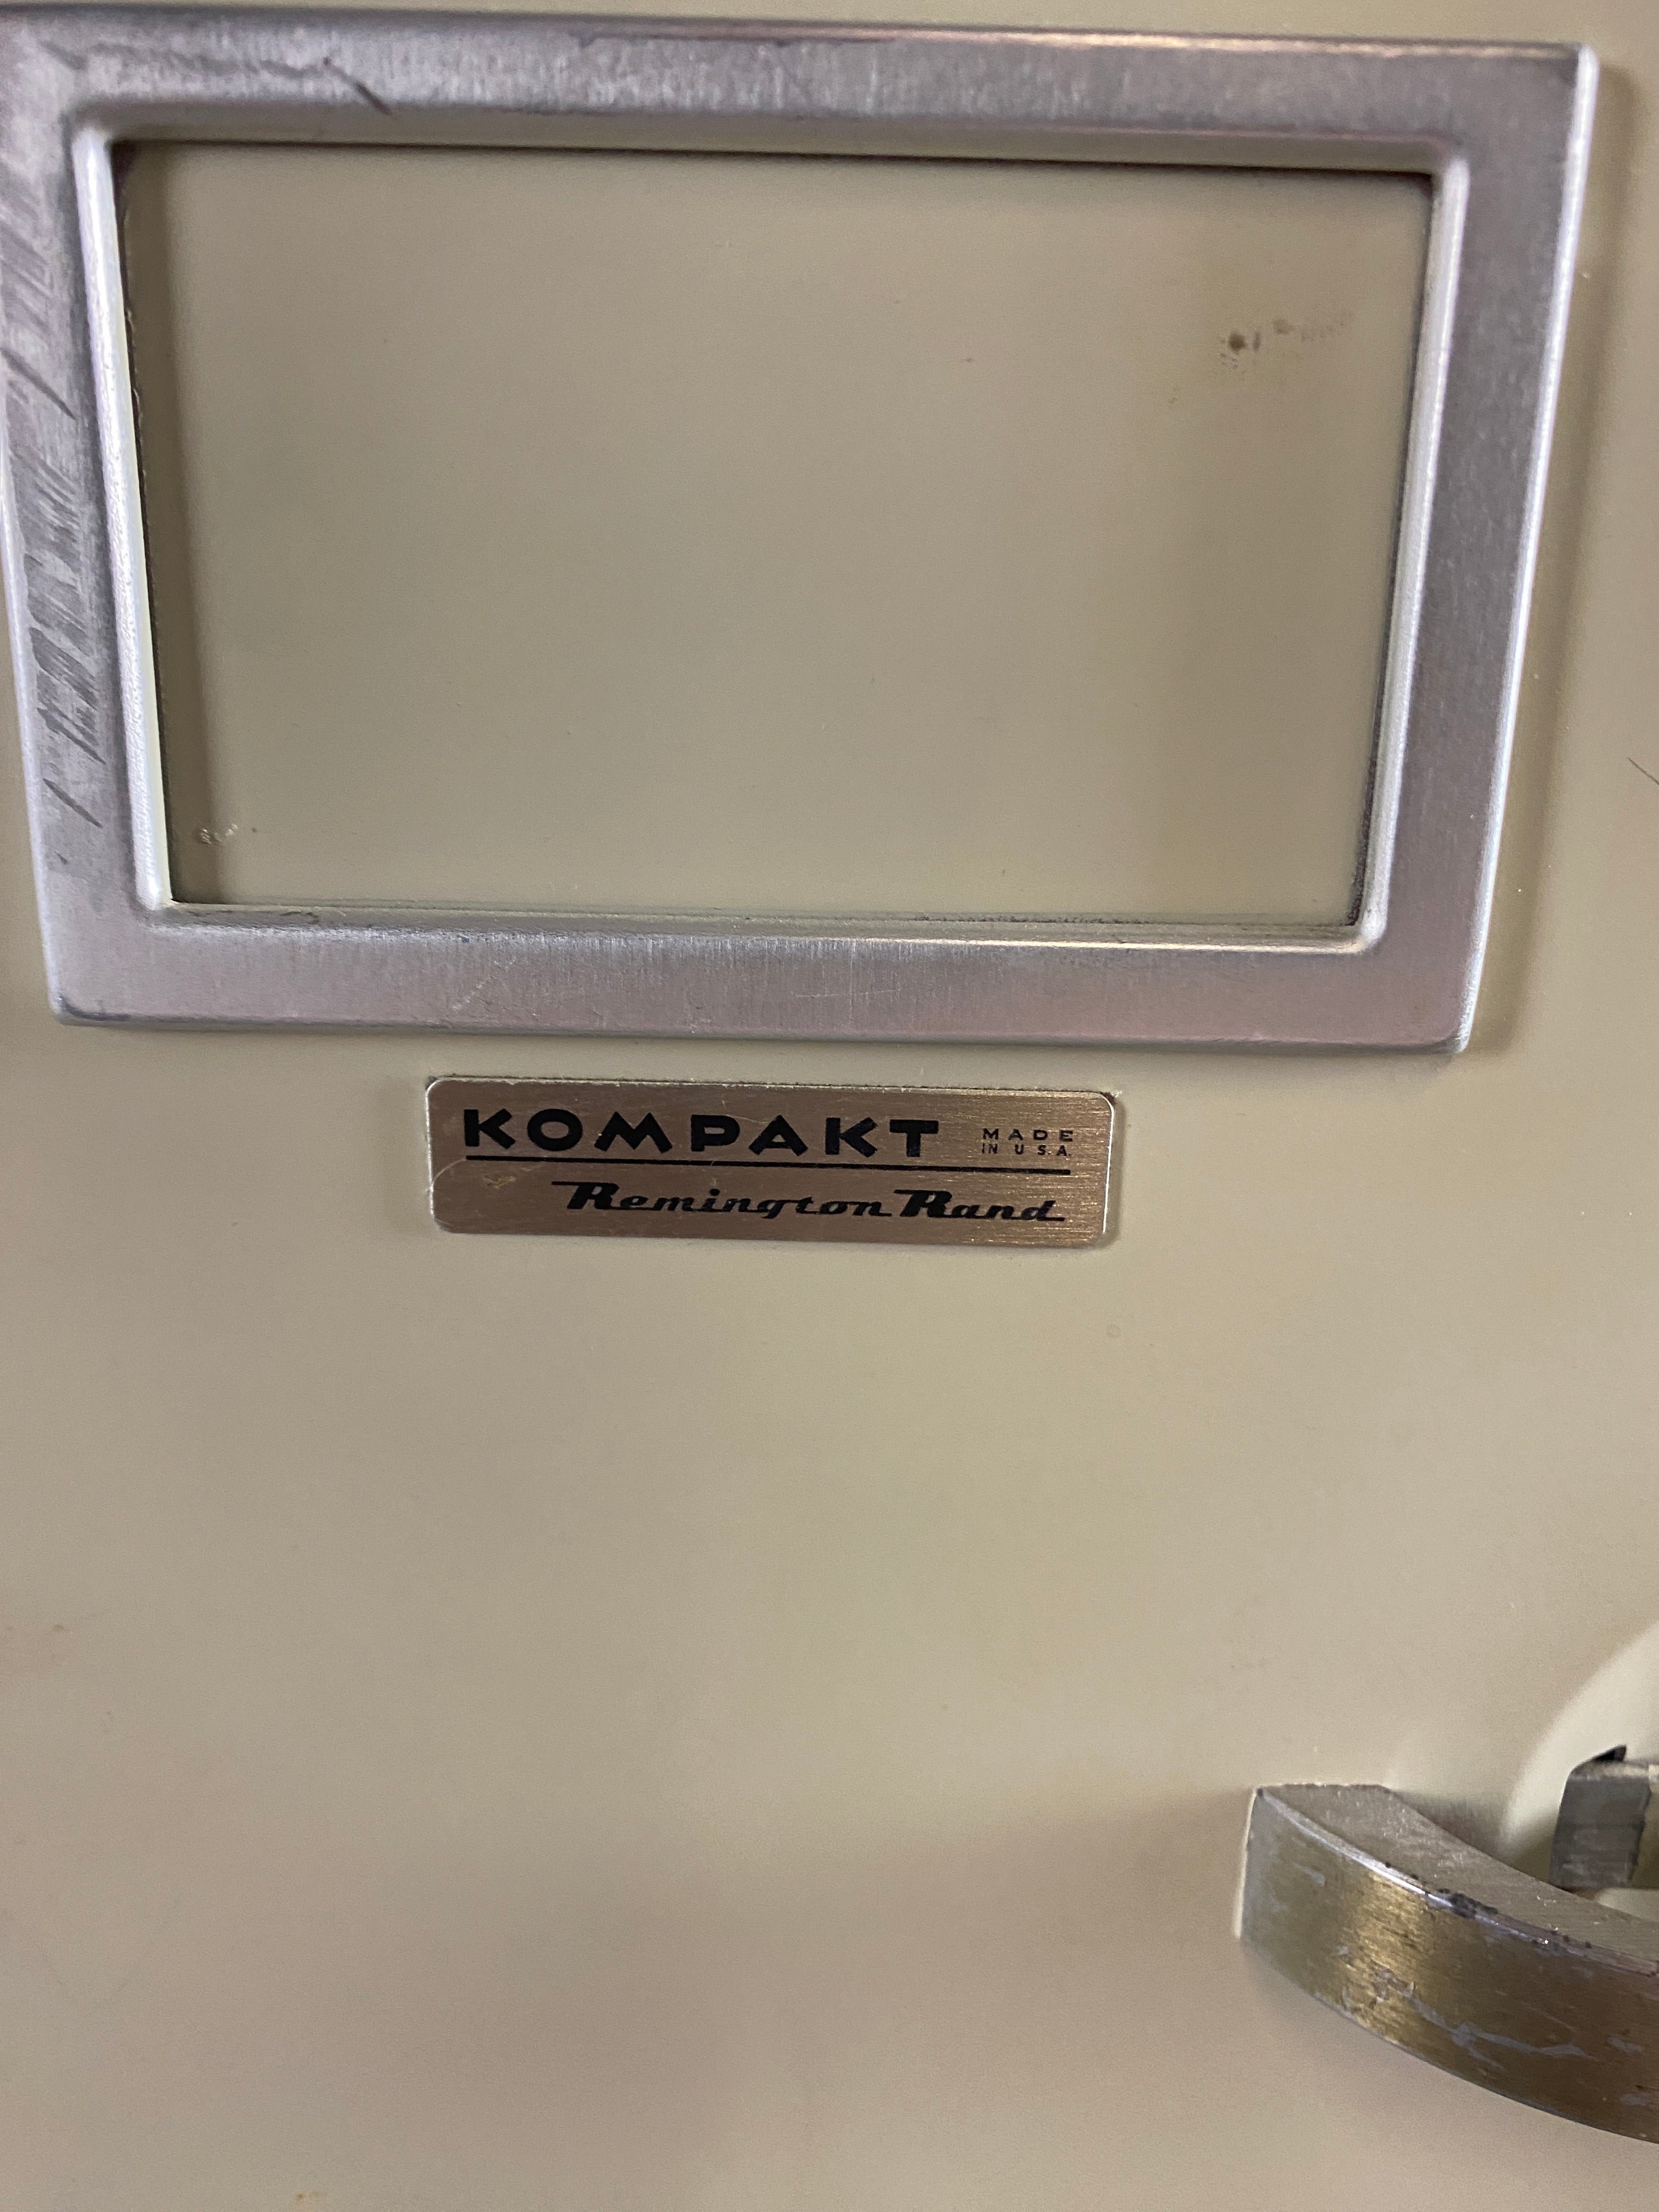 KOMPAKT
MADE
IN U.S.A.
Remington Rand